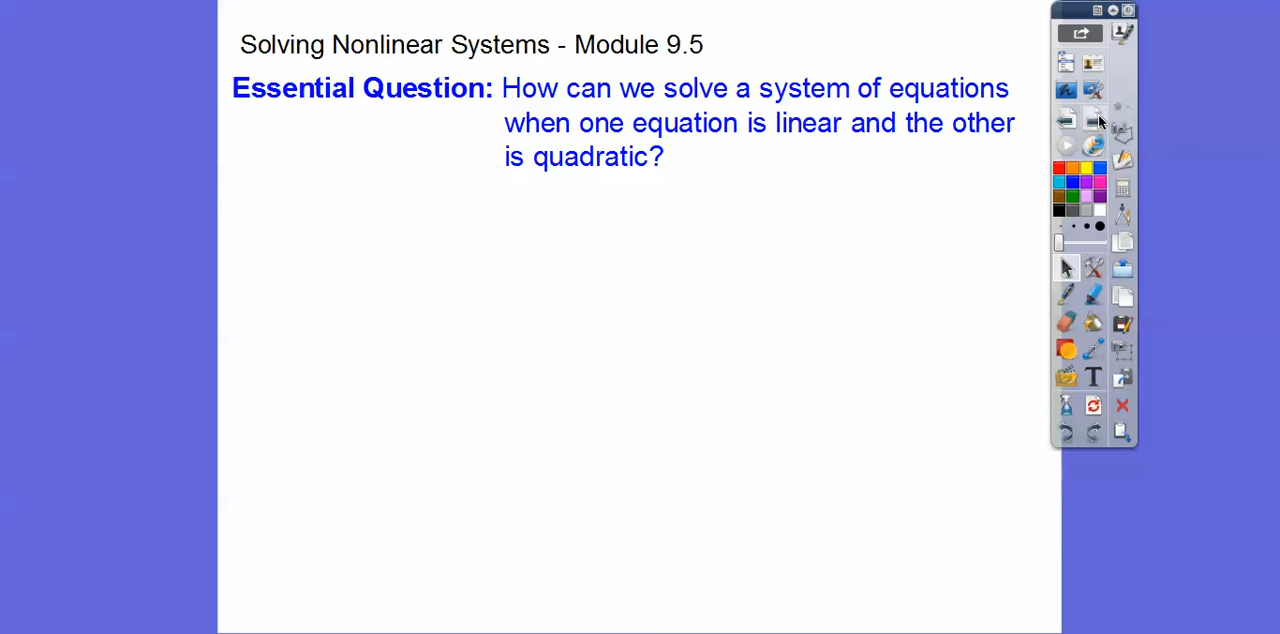 Solving Nonlinear Systems - Module 9.5
Essential Question: How can we solve a system of equations
when one equation is linear and the other
is quadratic?
T